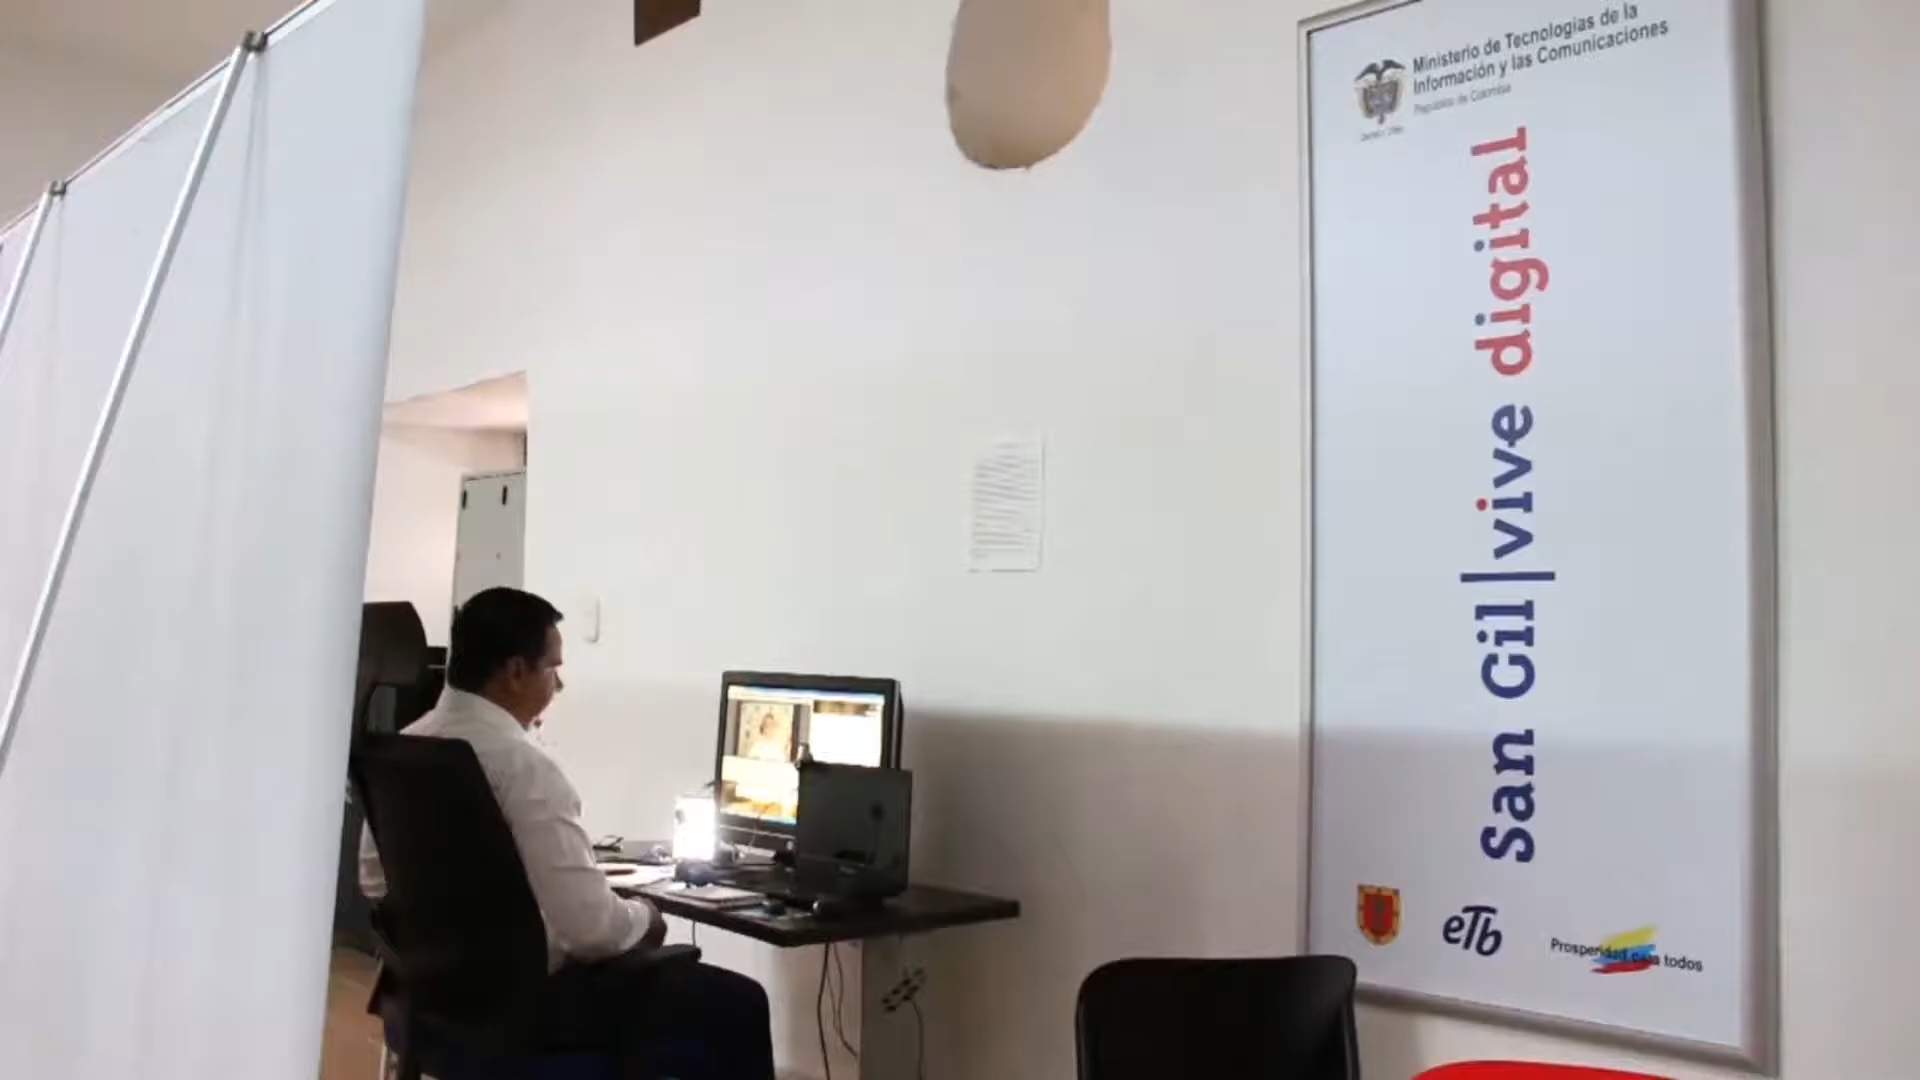 Ministerio de Tecnologías de la
Información y las Comunicaciones
República de Colombia
San Gil|vive digital
eTb
Prosperidad para todos